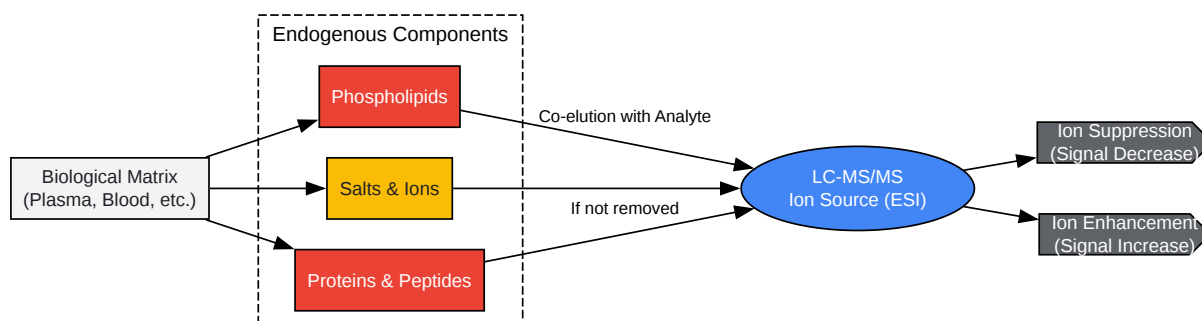 Endogenous Components
Phospholipids
Co-elution with Analyte
Biological Matrix
(Plasma, Blood, etc.)
Salts & Ions
If not removed
Proteins & Peptides
LC-MS/MS
Ion Source (ESI)
Ion Suppression
(Signal Decrease)
Ion Enhancement
(Signal Increase)